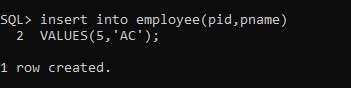 SQL> insert into employee(pid,pname)
2 VALUES(5,'AC');
1 row created.